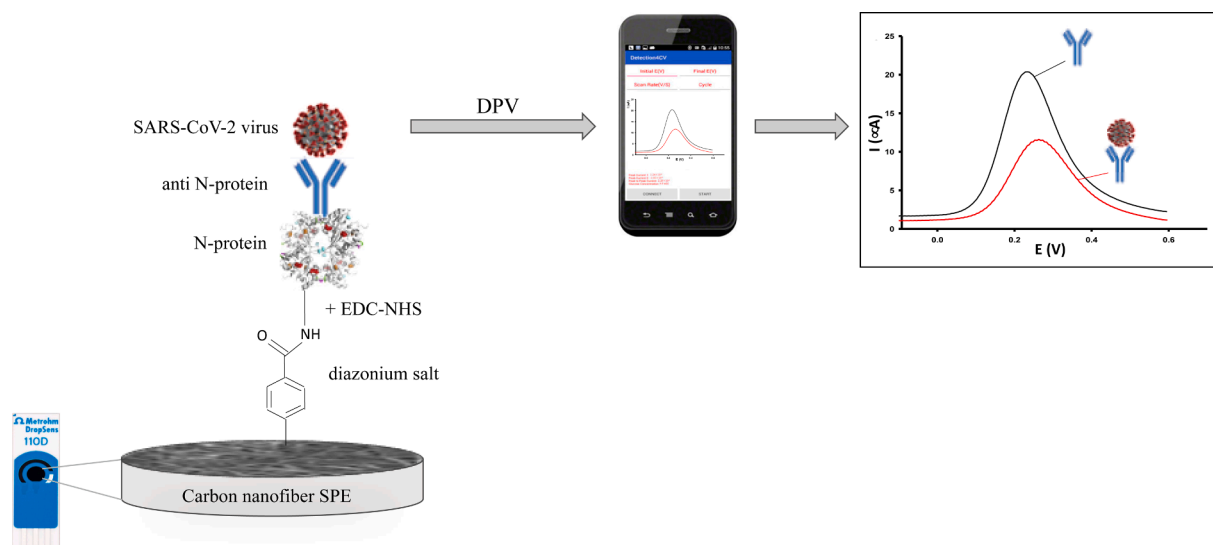 SARS-CoV-2 virus
anti N-protein
N-protein
+ EDC-NHS
O
NH
diazonium salt
Metrohm
DropSens
110D
Carbon nanofiber SPE
DPV
Detection4CV
Initial E(V)
Final E(V)
Scan Rate(V/S)
Cycle
CONNECT
START
I (∝A)
25
20
15
10
5
0
0.0
0.2
0.4
0.6
E (V)